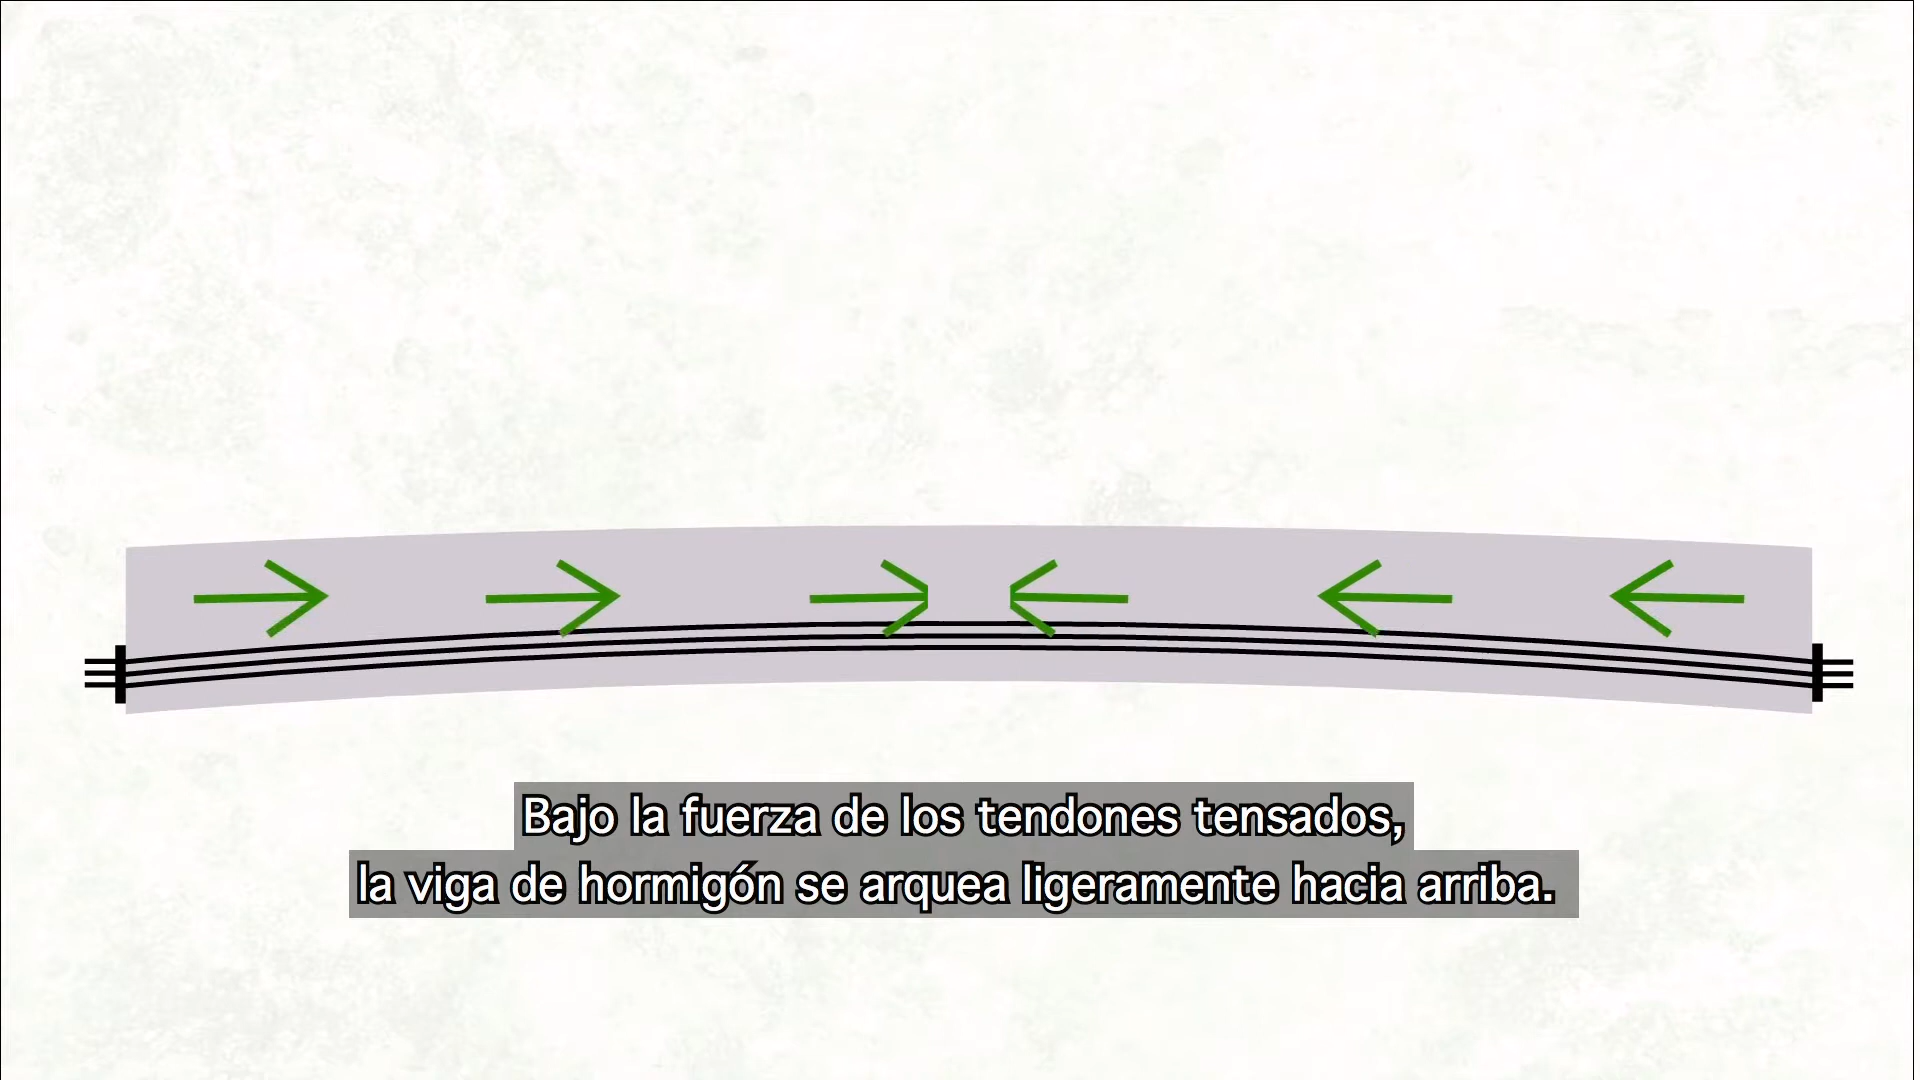 Bajo la fuerza de los tendones tensados,
la viga de hormigón se arquea ligeramente hacia arriba.